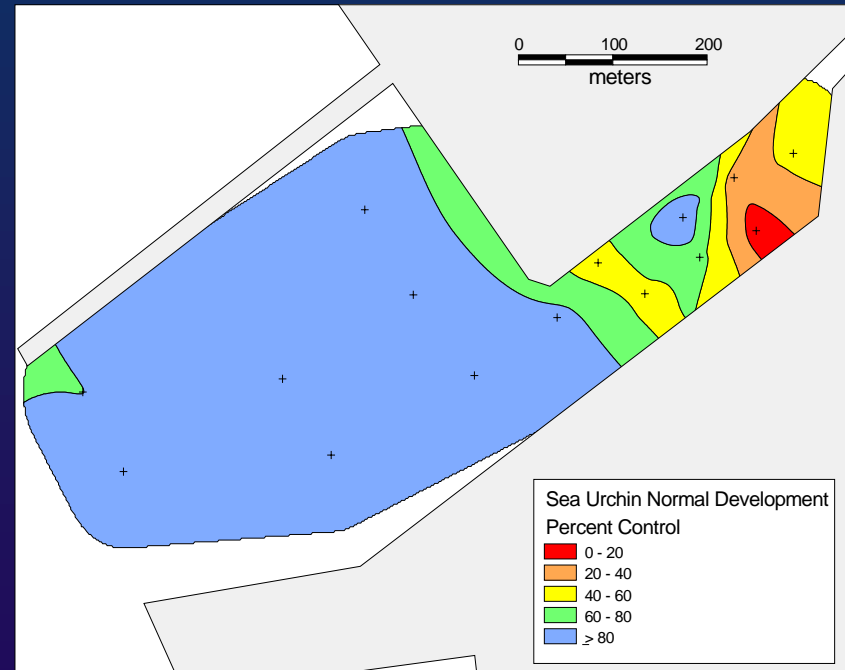 0 100 200
meters
Sea Urchin Normal Development
Percent Control
0 - 20
20 - 40
40 - 60
60 - 80
≥ 80